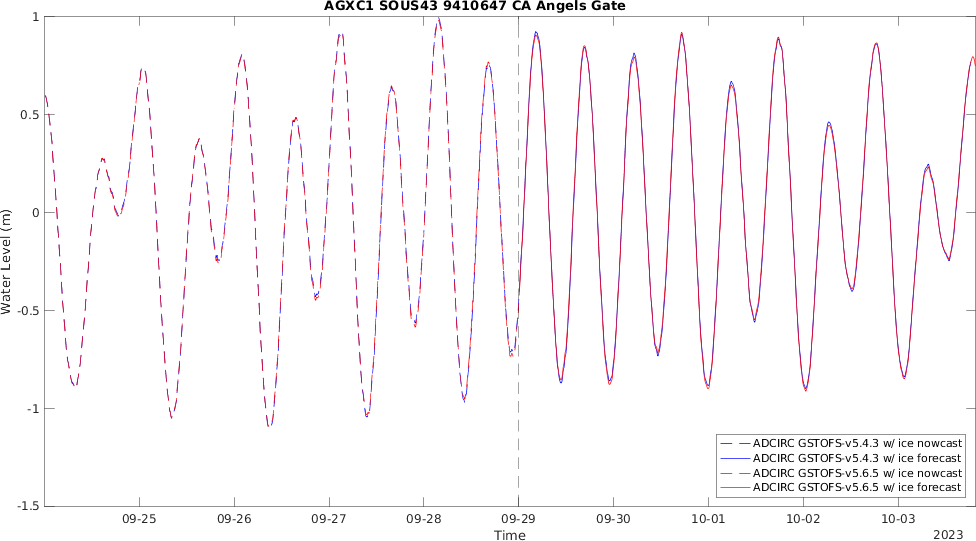 AGXC1 SOUS43 9410647 CA Angels Gate
1
0.5
0
-0.5
-1
-1.5
Water Level (m)
09-25 09-26 09-27 09-28 09-29 09-30 10-01 10-02 10-03
Time
2023
ADCIRC GSTOFS-v5.4.3 w/ ice nowcast
ADCIRC GSTOFS-v5.4.3 w/ ice forecast
ADCIRC GSTOFS-v5.6.5 w/ ice nowcast
ADCIRC GSTOFS-v5.6.5 w/ ice forecast